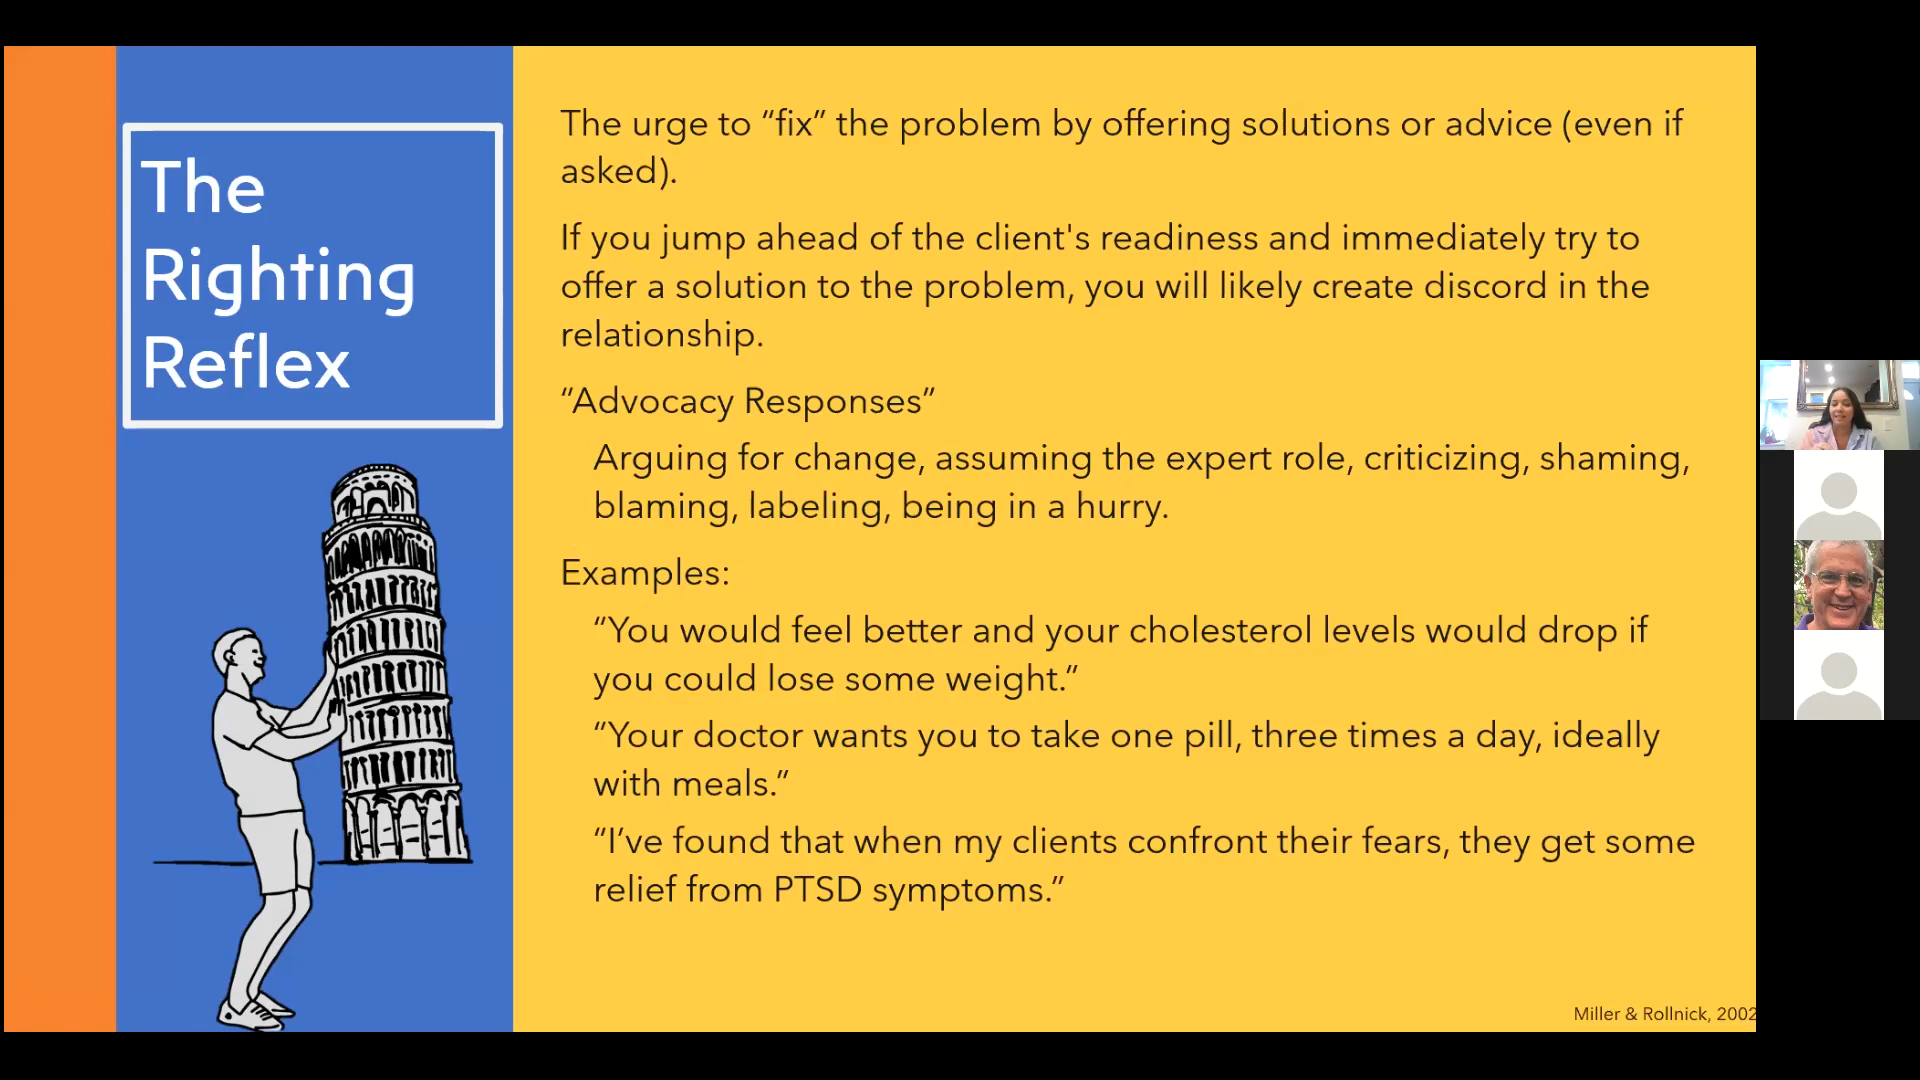 The
Righting
Reflex
The urge to “fix” the problem by offering solutions or advice (even if
asked).
If you jump ahead of the client's readiness and immediately try to
offer a solution to the problem, you will likely create discord in the
relationship.
“Advocacy Responses”
Arguing for change, assuming the expert role, criticizing, shaming,
blaming, labeling, being in a hurry.
Examples:
“You would feel better and your cholesterol levels would drop if
you could lose some weight.”
“Your doctor wants you to take one pill, three times a day, ideally
with meals.”
“I’ve found that when my clients confront their fears, they get some
relief from PTSD symptoms.”
Miller & Rollnick, 2002